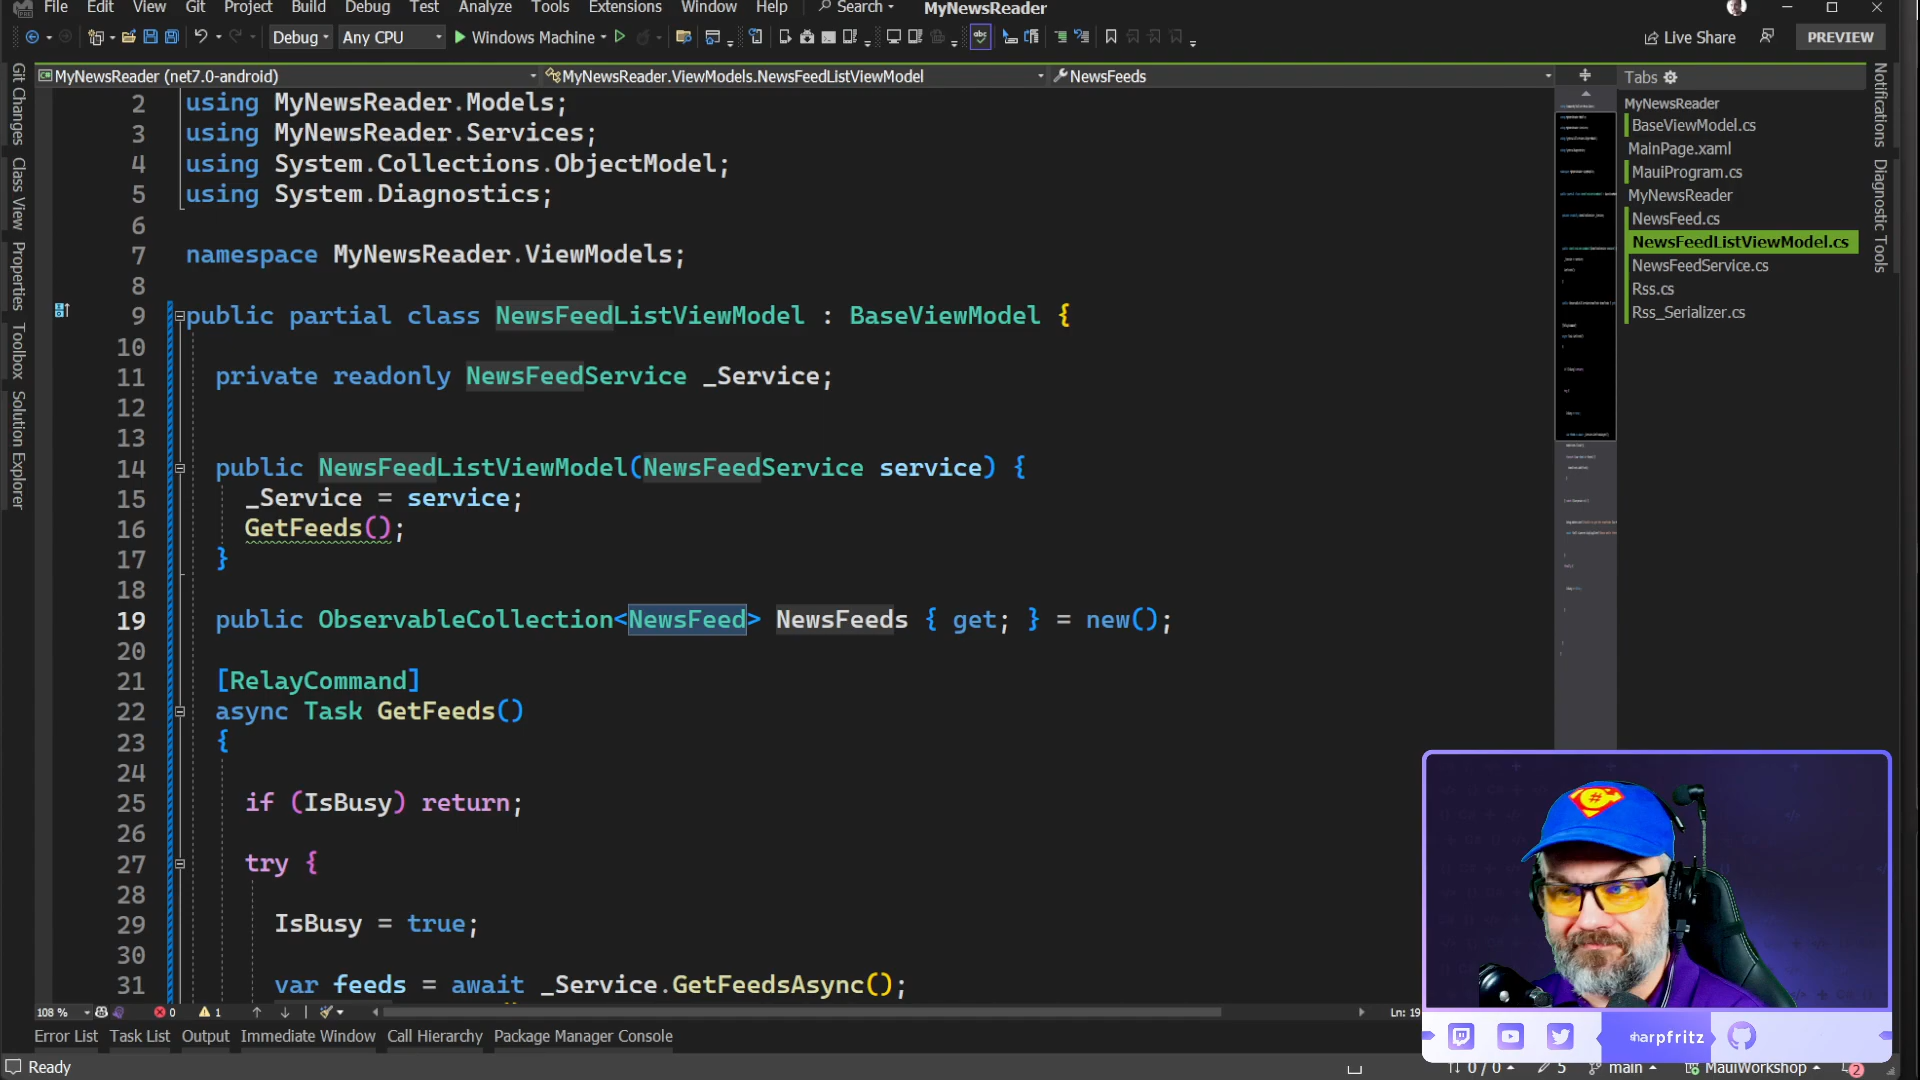 File Edit View Git Project Build Debug Test Analyze Tools Extensions Window Help Search MyNewsReader
Debug Any CPU Windows Machine Live Share PREVIEW
MyNewsReader (net7.0-android) MyNewsReader.ViewModels.NewsFeedListViewModel NewsFeeds
2 using MyNewsReader.Models;
3 using MyNewsReader.Services;
4 using System.Collections.ObjectModel;
5 using System.Diagnostics;
6
7 namespace MyNewsReader.ViewModels;
8
9 public partial class NewsFeedListViewModel : BaseViewModel {
10
11 private readonly NewsFeedService _Service;
12
13
14 public NewsFeedListViewModel(NewsFeedService service) {
15 _Service = service;
16 GetFeeds();
17 }
18
19 public ObservableCollection<NewsFeed> NewsFeeds { get; } = new();
20
21 [RelayCommand]
22 async Task GetFeeds()
23 {
24
25 if (IsBusy) return;
26
27 try {
28
29 IsBusy = true;
30
31 var feeds = await _Service.GetFeedsAsync();
108 % 0 1 Ln: 19
Error List Task List Output Immediate Window Call Hierarchy Package Manager Console
Ready 0 / 0 5 main MauiWorkshop 2
Git Changes
Class View
Properties
Toolbox
Solution Explorer
Tabs
MyNewsReader
BaseViewModel.cs
MainPage.xaml
MauiProgram.cs
MyNewsReader
NewsFeed.cs
NewsFeedListViewModel.cs
NewsFeedService.cs
Rss.cs
Rss_Serializer.cs
Notifications
Diagnostic Tools
#
csharpfritz